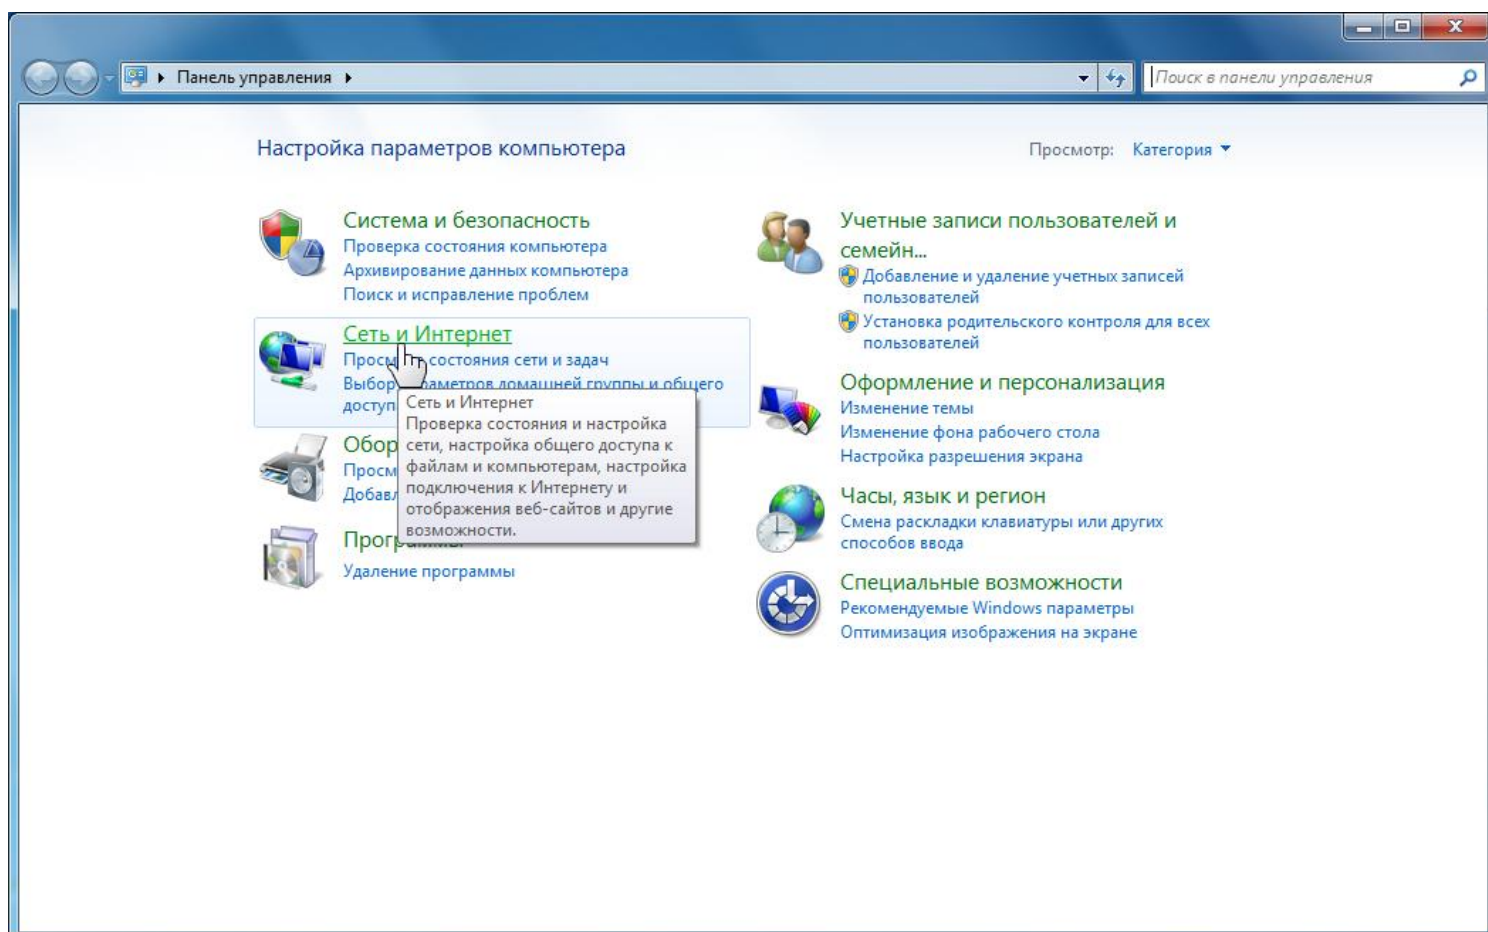 Панель управления
Поиск в панели управления
Настройка параметров компьютера
Просмотр: Категория
Система и безопасность
Проверка состояния компьютера
Архивирование данных компьютера
Поиск и исправление проблем
Сеть и Интернет
состояния сети и задач
Выбор домашней группы и общего
Сеть и Интернет
Проверка состояния и настройка
сети, настройка общего доступа к
файлам и компьютерам, настройка
подключения к Интернету и
отображения веб-сайтов и другие
возможности.
Удаление программы
Учетные записи пользователей и
семейн...
Добавление и удаление учетных записей
пользователей
Установка родительского контроля для всех
пользователей
Оформление и персонализация
Изменение темы
Изменение фона рабочего стола
Настройка разрешения экрана
Часы, язык и регион
Смена раскладки клавиатуры или других
способов ввода
Специальные возможности
Рекомендуемые Windows параметры
Оптимизация изображения на экране